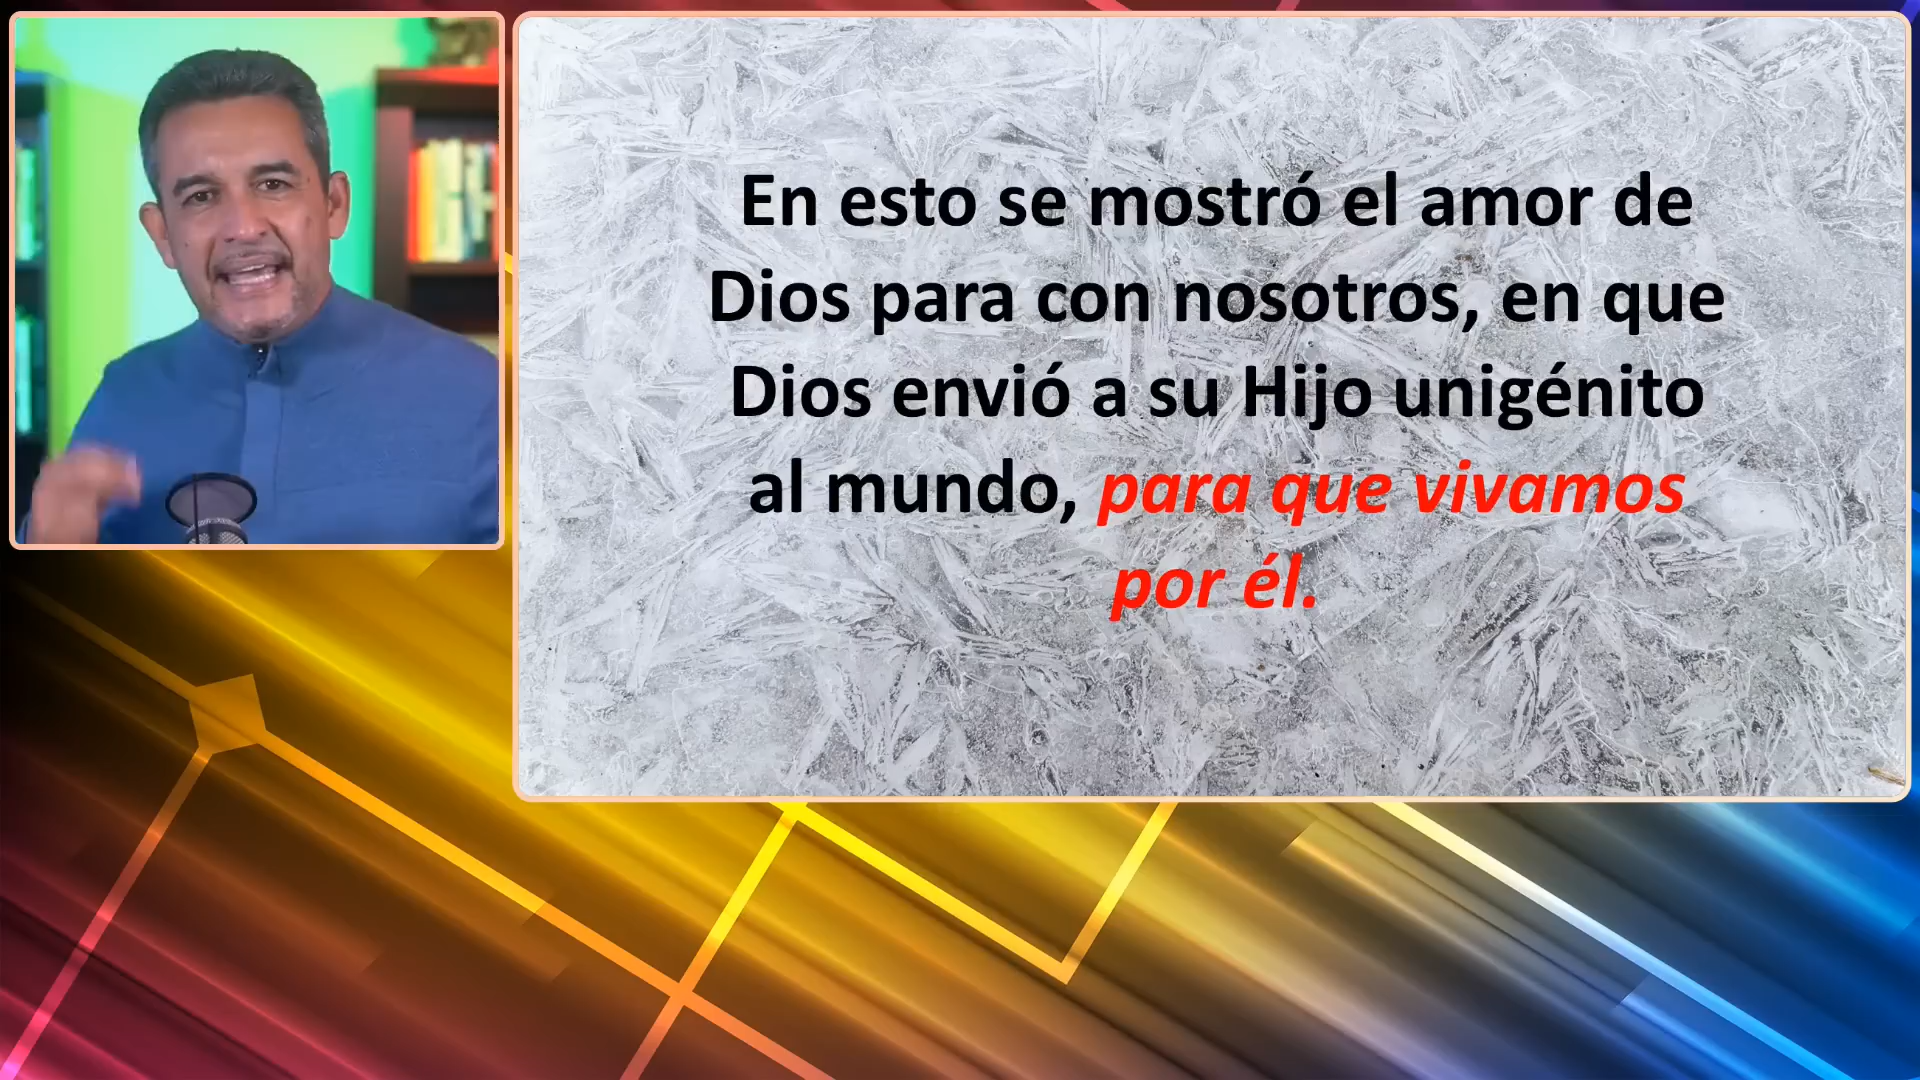 En esto se mostró el amor de
Dios para con nosotros, en que
Dios envió a su Hijo unigénito
al mundo, para que vivamos
por él.